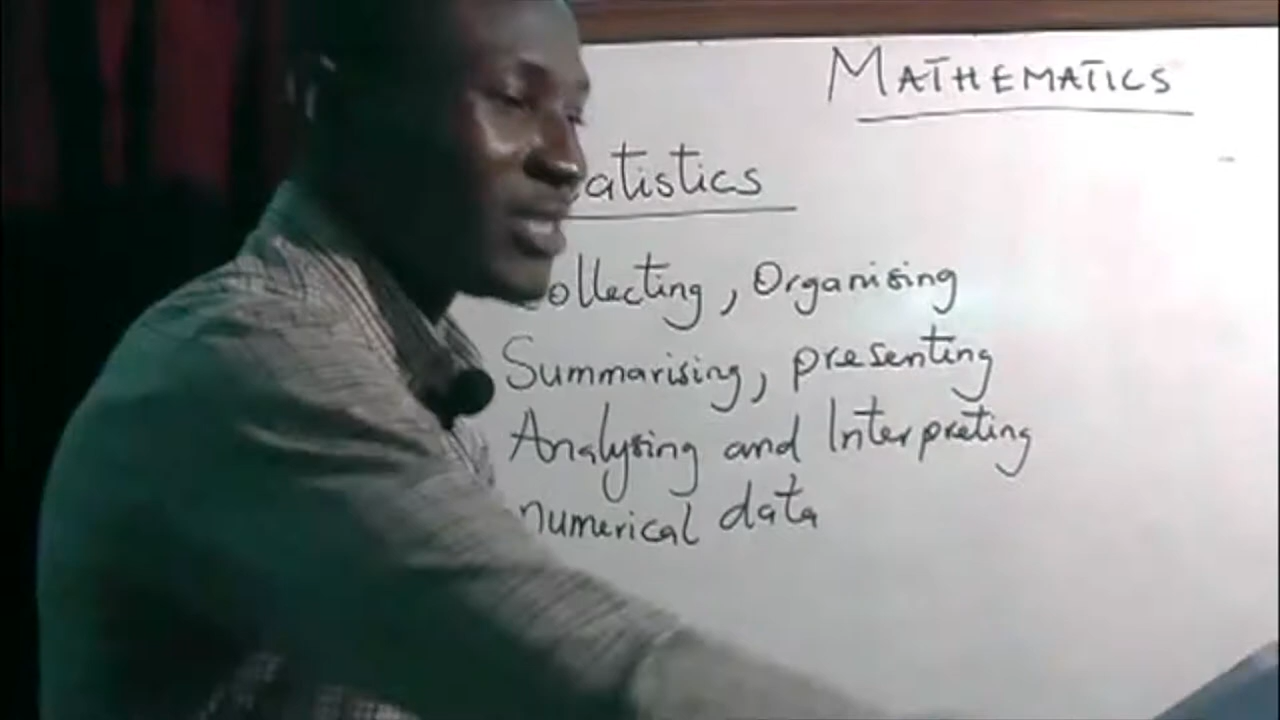 MATHEMATICS
atistics
ollecting, Organising
Summarising, presenting
Analysing and Interpreting
numerical data